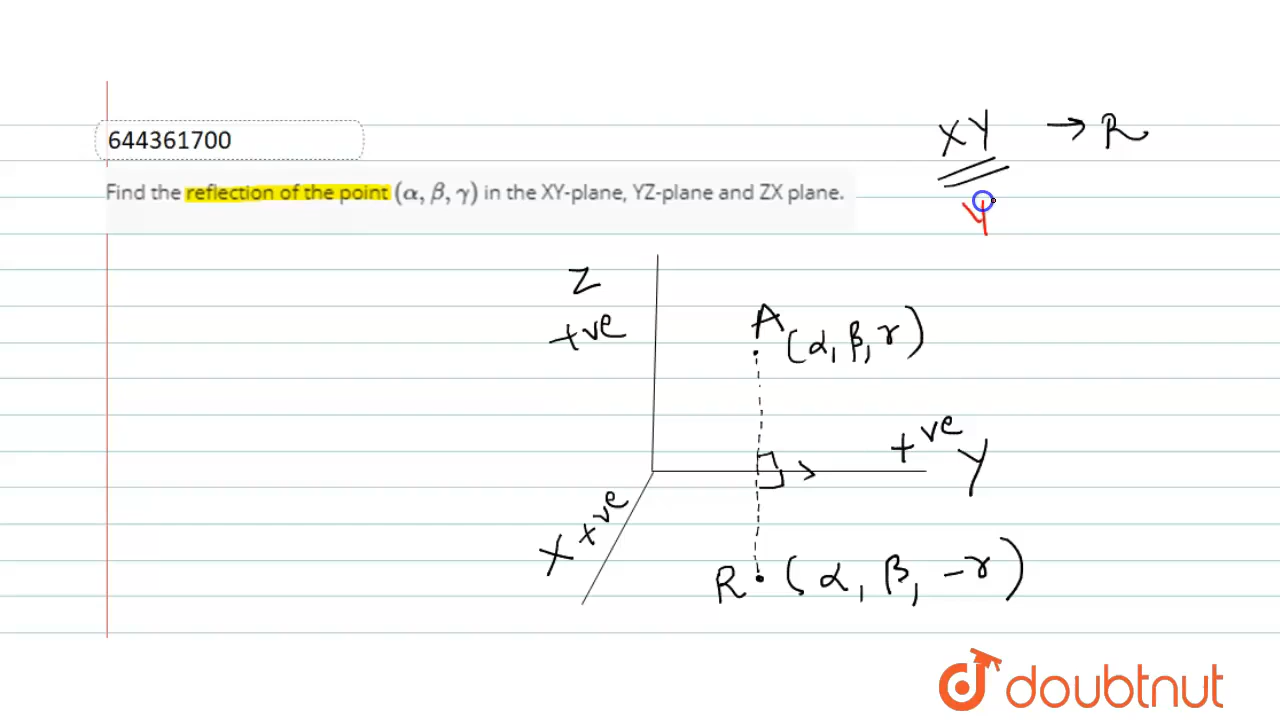 644361700
Find the reflection of the point (α, β, γ) in the XY-plane, YZ-plane and ZX plane.
XY → R
Y
Z
+ve
A
(α, β, r)
+ve
Y
X +ve
R (α, β, -r)
doubtnut